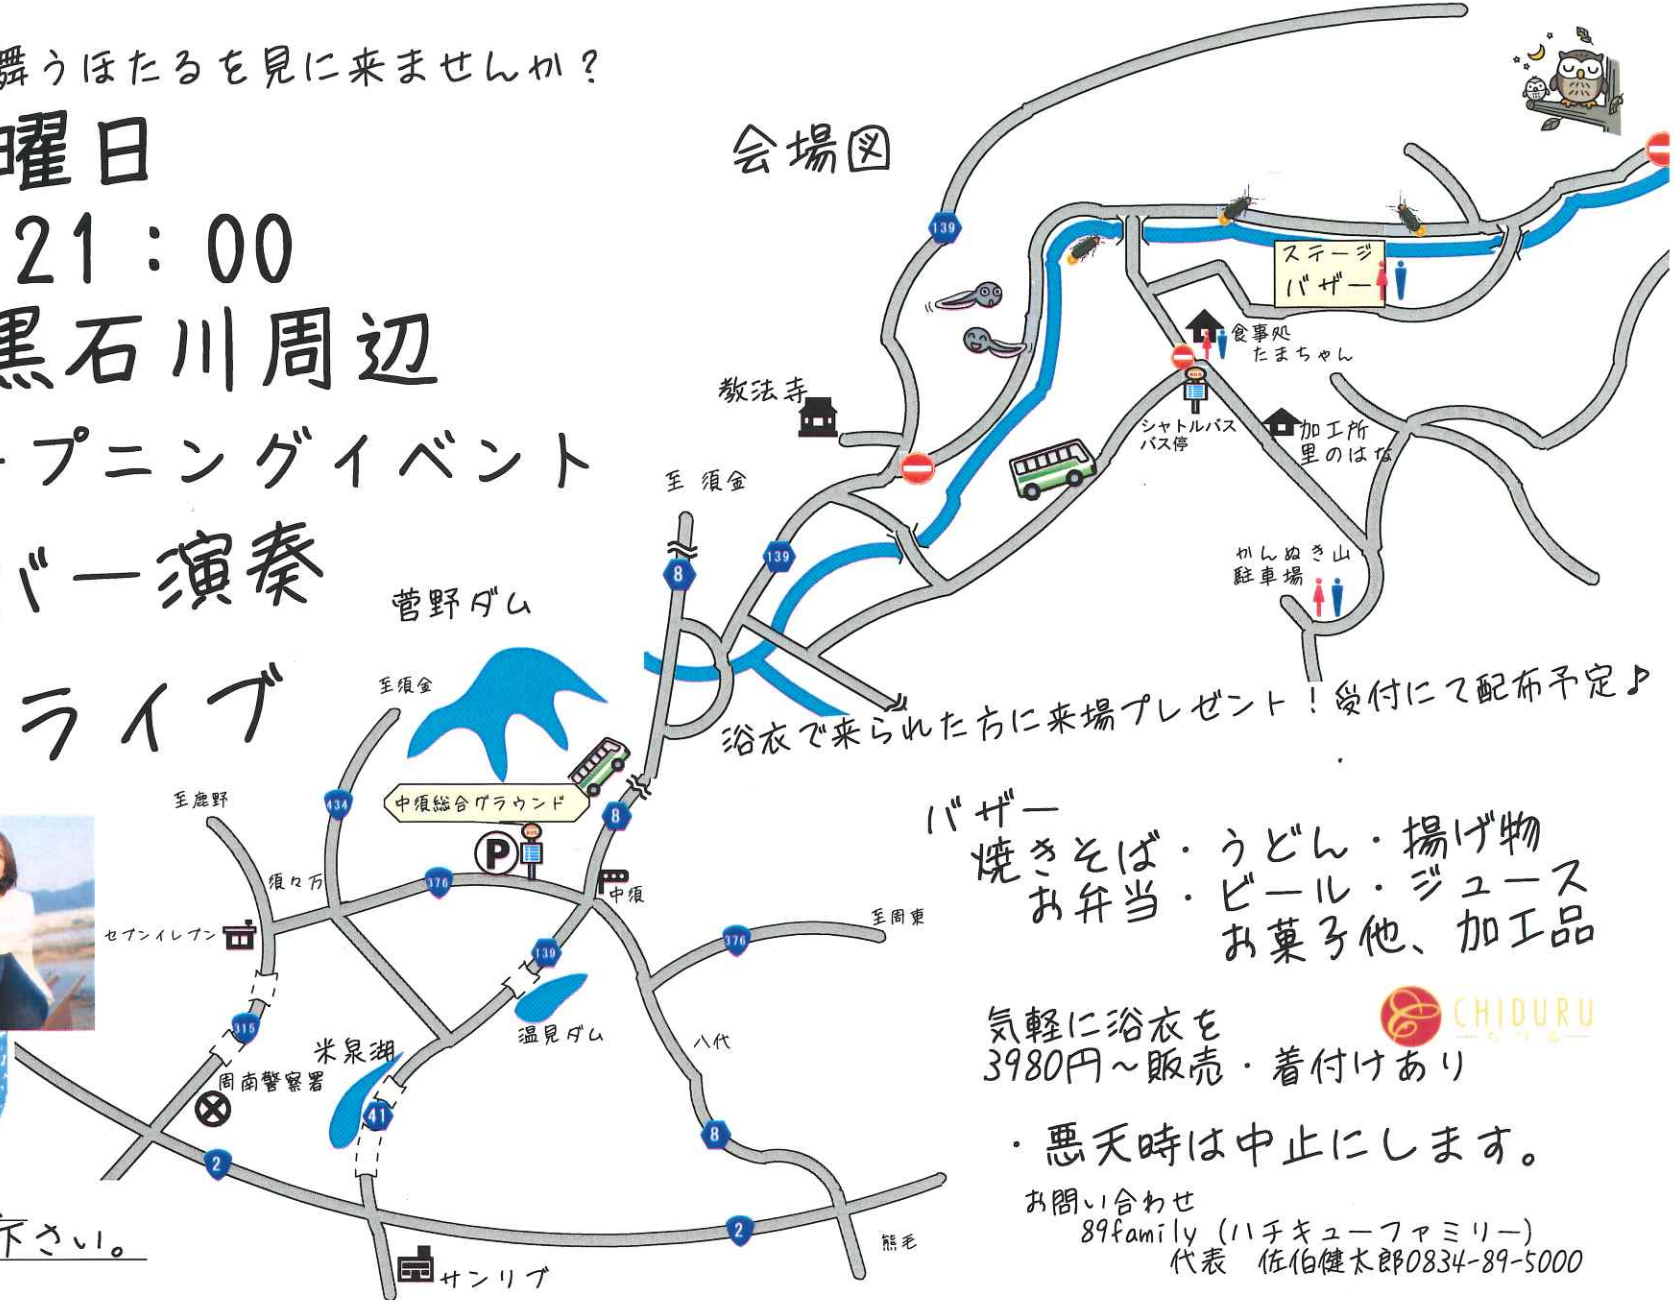 舞うほたるを見に来ませんか?
曜日
21:00
黒石川周辺
プニングイベント
バー演奏
ライブ
下さい。
会場図
139
ステージ
バザー
食事処
たまちゃん
教法寺
シャトルバス
バス停
加工所
里のはな
至 須金
139
8
かんぬき山
駐車場
菅野ダム
至須金
434
中須総合グラウンド
8
P
376
中須
至鹿野
須々万
セブンイレブン
376
至周東
139
温見ダム
八代
315
米泉湖
周南警察署
41
8
2
2
熊毛
サンリブ
浴衣で来られた方に来場プレゼント!受付にて配布予定♪
バザー
焼きそば・うどん・揚げ物
お弁当・ビール・ジュース
お菓子他、加工品
気軽に浴衣を
3980円~販売・着付けあり
CHIDURU
・悪天時は中止にします。
お問い合わせ
89family(ハチキューファミリー)
代表 佐伯健太郎0834-89-5000